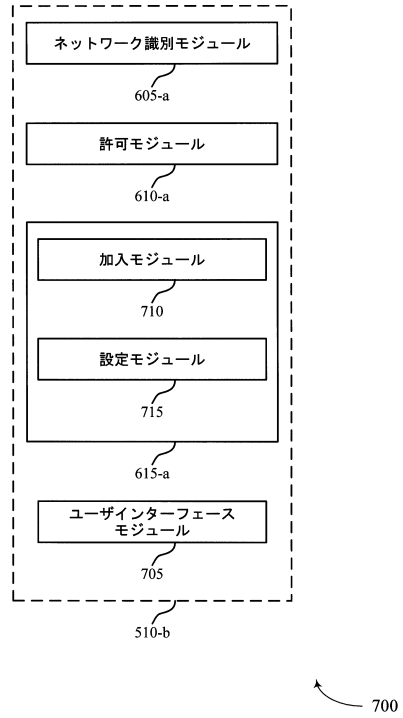 ネットワーク識別モジュール
605-a
許可モジュール
610-a
加入モジュール
710
設定モジュール
715
615-a
ユーザインターフェース
モジュール
705
510-b
700